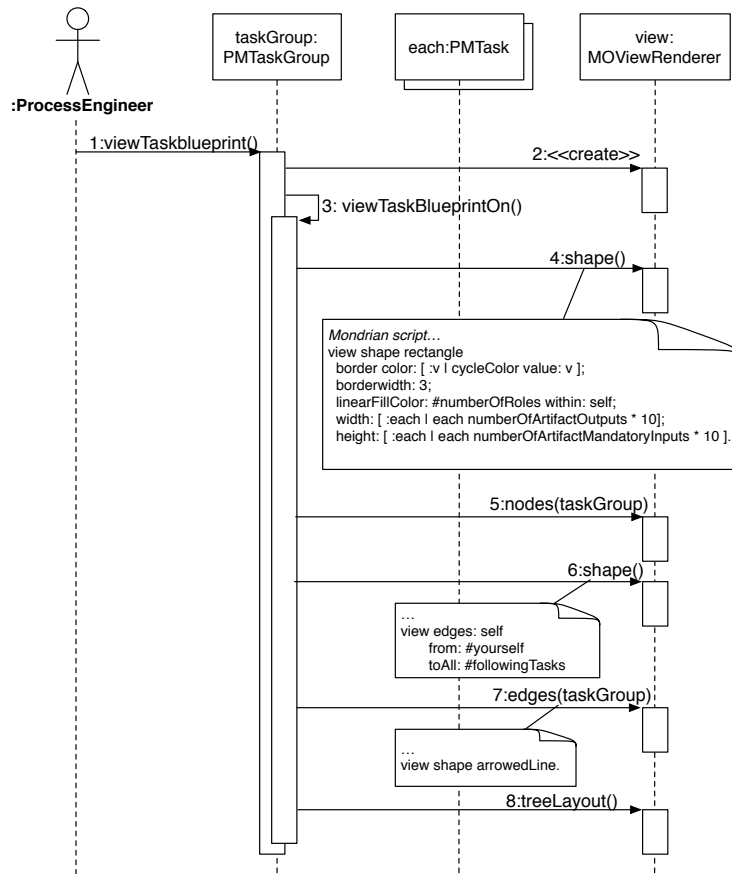 taskGroup:
PMTaskGroup
each:PMTask
view:
MOViewRenderer
:ProcessEngineer
1:viewTaskblueprint()
2:<<create>>
3: viewTaskBlueprintOn()
4:shape()
Mondrian script...
view shape rectangle
border color: [ :v | cycleColor value: v ];
borderwidth: 3;
linearFillColor: #numberOfRoles within: self;
width: [ :each | each numberOfArtifactOutputs * 10];
height: [ :each | each numberOfArtifactMandatoryInputs * 10 ].
5:nodes(taskGroup)
6:shape()
...
view edges: self
from: #yourself
toAll: #followingTasks
7:edges(taskGroup)
...
view shape arrowedLine.
8:treeLayout()